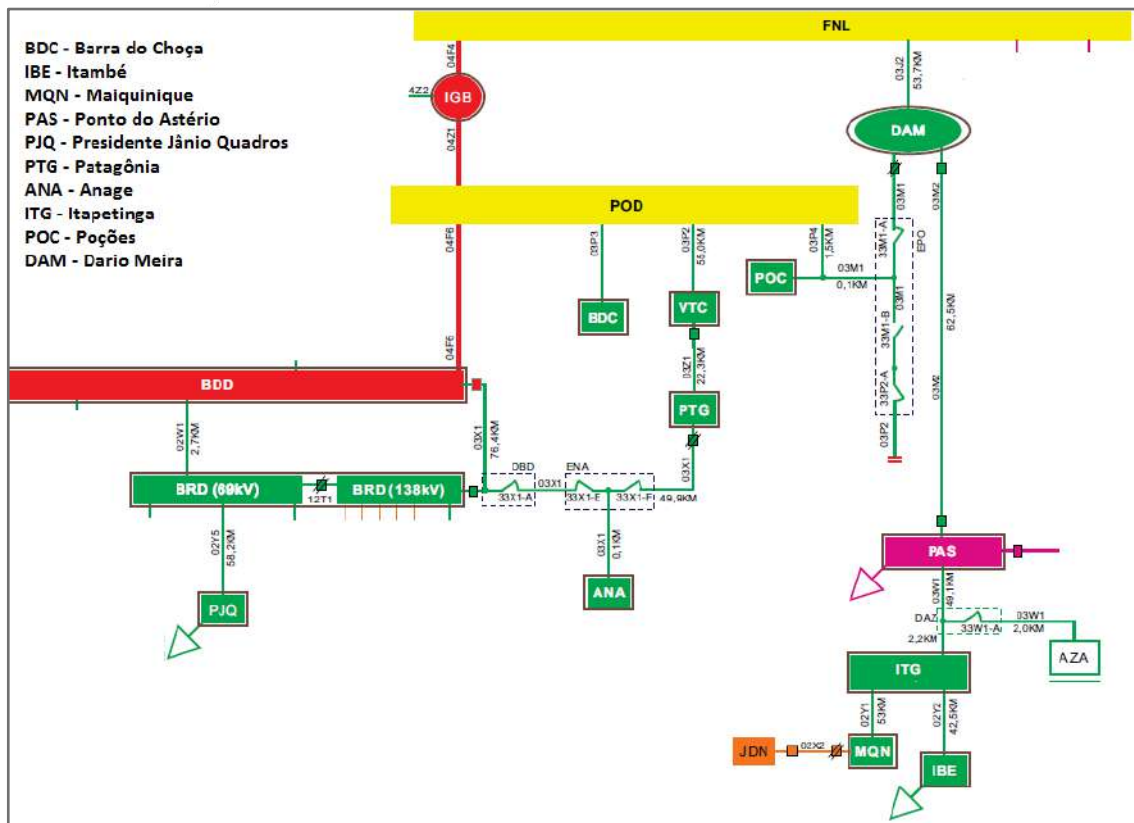 FNL
BDC - Barra do Choça
IBE - Itambé
MQN - Maiquinique
PAS - Ponto do Astério
PJQ - Presidente Jânio Quadros
PTG - Patagônia
ANA - Anage
ITG - Itapetinga
POC - Poções
DAM - Dario Meira
04F4
03J2
53,7KM
4Z2
IGB
DAM
04Z1
03M1
03M2
POD
04F6
03P3
03P2
55,0KM
03P4
1,5KM
33M1-A
EPO
POC
03M1
0,1KM
03M1
BDC
VTC
33M1-B
62,5KM
04F6
03Z1
22,3KM
BDD
33P2-A
03M2
PTG
02W1
2,7KM
03X1
76,4KM
03P2
03X1
DBD
ENA
BRD (69kV)
12T1
BRD (138kV)
33X1-A
03X1
33X1-E
33X1-F
49,9KM
02Y5
58,2KM
03X1
0,1KM
PAS
PJQ
ANA
03W1
49,1KM
DAZ
33W1-A
03W1
2,0KM
2,2KM
AZA
ITG
02Y1
53KM
02Y2
42,5KM
JDN
02X2
MQN
IBE